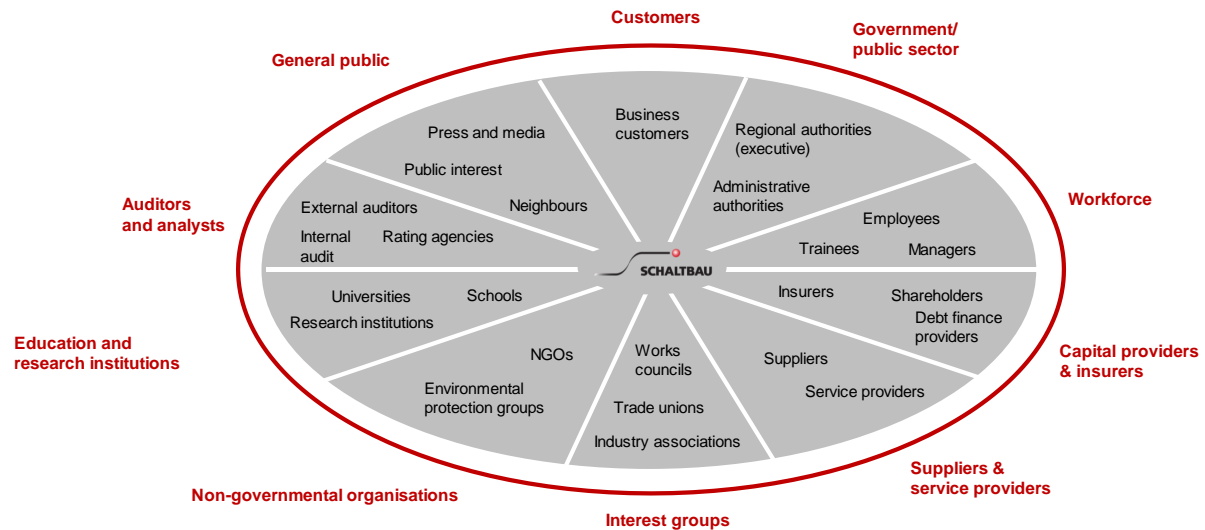 Customers
Government/
public sector
General public
Business
customers
Press and media
Regional authorities
(executive)
Public interest
Administrative
authorities
Neighbours
Auditors
and analysts
External auditors
Internal
audit
Rating agencies
Employees
Trainees
Managers
Workforce
SCHALTBAU
Universities
Schools
Research institutions
Insurers
Shareholders
Debt finance
providers
Education and
research institutions
NGOs
Environmental
protection groups
Works
councils
Trade unions
Industry associations
Suppliers
Service providers
Capital providers
& insurers
Non-governmental organisations
Interest groups
Suppliers &
service providers